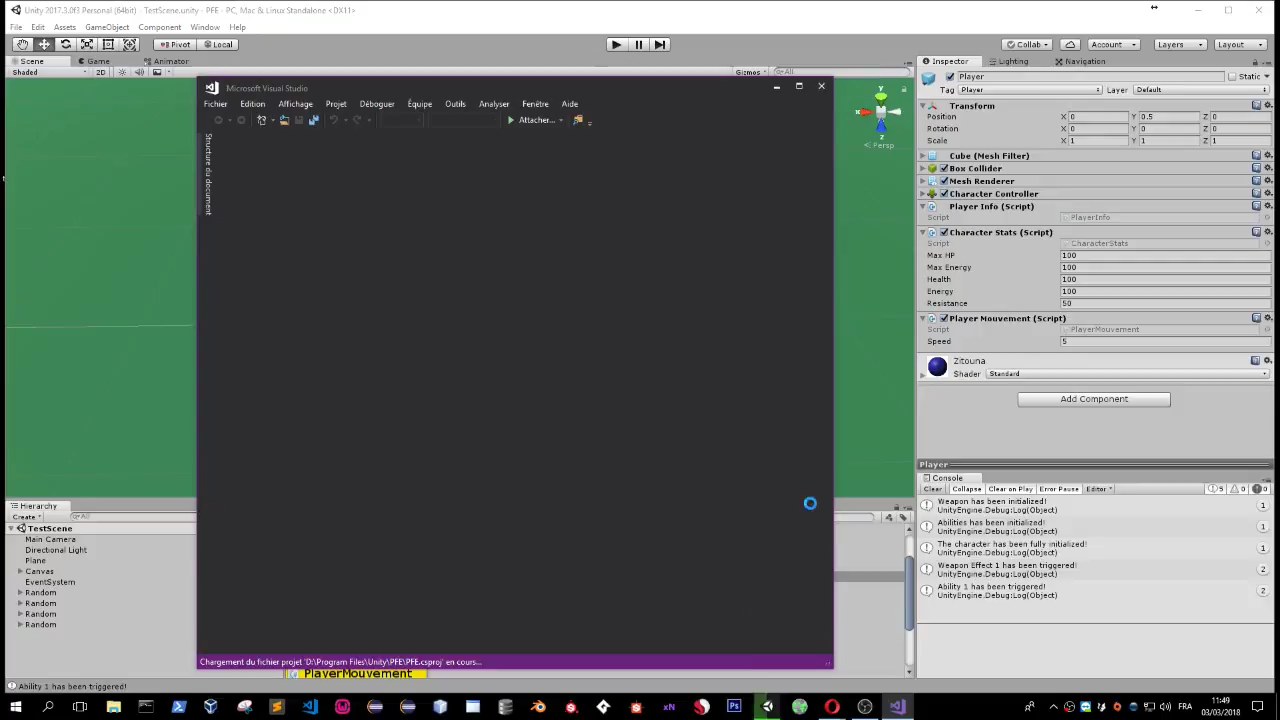 Unity 2017.3.0f3 Personal (64bit) - TestScene.unity - PFE - PC, Mac & Linux Standalone <DX11>
File Edit Assets GameObject Component Window Help
Pivot Local
Collab Account Layers Layout
Scene Game Animator
Shaded 2D Gizmos All
Persp
Microsoft Visual Studio
Fichier Edition Affichage Projet Déboguer Équipe Outils Analyser Fenêtre Aide
Attacher...
Structure du document
Chargement du fichier projet 'D:\Program Files\Unity\PFE\PFE.csproj' en cours...
PlayerMouvement
Inspector Lighting Navigation
Player Static
Tag Player Layer Default
Transform
Position X 0 Y 0.5 Z 0
Rotation X 0 Y 0 Z 0
Scale X 1 Y 1 Z 1
Cube (Mesh Filter)
Box Collider
Mesh Renderer
Character Controller
Player Info (Script)
Script PlayerInfo
Character Stats (Script)
Script CharacterStats
Max HP 100
Max Energy 100
Health 100
Energy 100
Resistance 50
Player Mouvement (Script)
Script PlayerMouvement
Speed 5
Zitouna
Shader Standard
Add Component
Player
Console
Clear Collapse Clear on Play Error Pause Editor
Weapon has been initialized!
UnityEngine.Debug:Log(Object) 1
Abilities has been initialized!
UnityEngine.Debug:Log(Object) 1
The character has been fully initialized!
UnityEngine.Debug:Log(Object) 1
Weapon Effect 1 has been triggered!
UnityEngine.Debug:Log(Object) 2
Ability 1 has been triggered!
UnityEngine.Debug:Log(Object) 2
Hierarchy
Create All
TestScene
Main Camera
Directional Light
Plane
Canvas
EventSystem
Random
Random
Random
Random
Ability 1 has been triggered!
FRA
11:49
03/03/2018